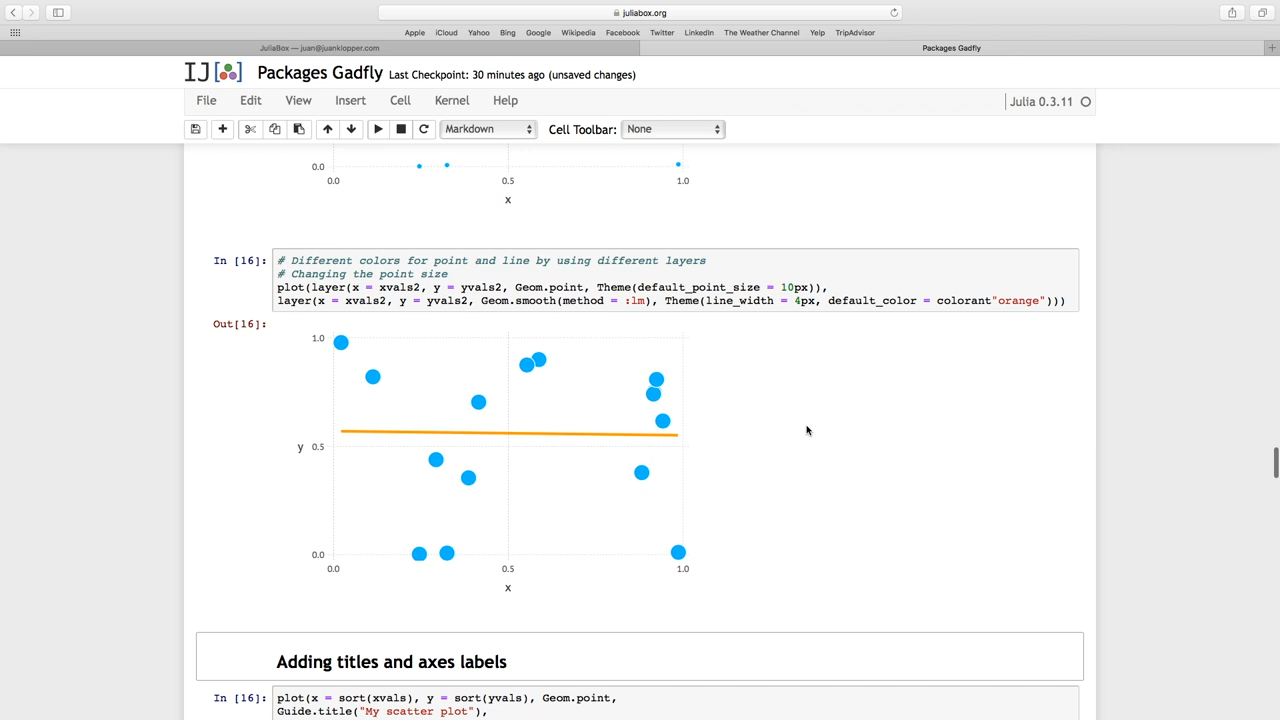 juliabox.org
Apple iCloud Yahoo Bing Google Wikipedia Facebook Twitter LinkedIn The Weather Channel Yelp TripAdvisor
JuliaBox — juan@juanklopper.com
Packages Gadfly
IJ[ ] Packages Gadfly Last Checkpoint: 30 minutes ago (unsaved changes)
File Edit View Insert Cell Kernel Help
Julia 0.3.11
Markdown Cell Toolbar: None
0.0
0.0 0.5 1.0
x
In [16]:
# Different colors for point and line by using different layers
# Changing the point size
plot(layer(x = xvals2, y = yvals2, Geom.point, Theme(default_point_size = 10px)),
layer(x = xvals2, y = yvals2, Geom.smooth(method = :lm), Theme(line_width = 4px, default_color = colorant"orange")))
Out[16]:
1.0
y 0.5
0.0
0.0 0.5 1.0
x
Adding titles and axes labels
In [16]:
plot(x = sort(xvals), y = sort(yvals), Geom.point,
Guide.title("My scatter plot"),